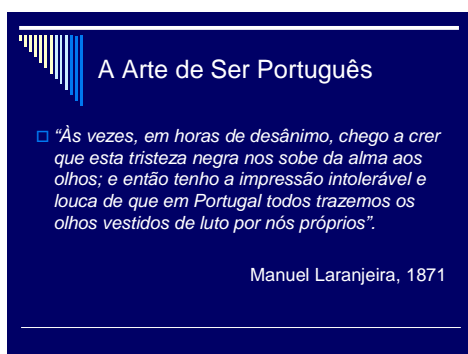 A Arte de Ser Português
“Às vezes, em horas de desânimo, chego a crer
que esta tristeza negra nos sobe da alma aos
olhos; e então tenho a impressão intolerável e
louca de que em Portugal todos trazemos os
olhos vestidos de luto por nós próprios”.
Manuel Laranjeira, 1871